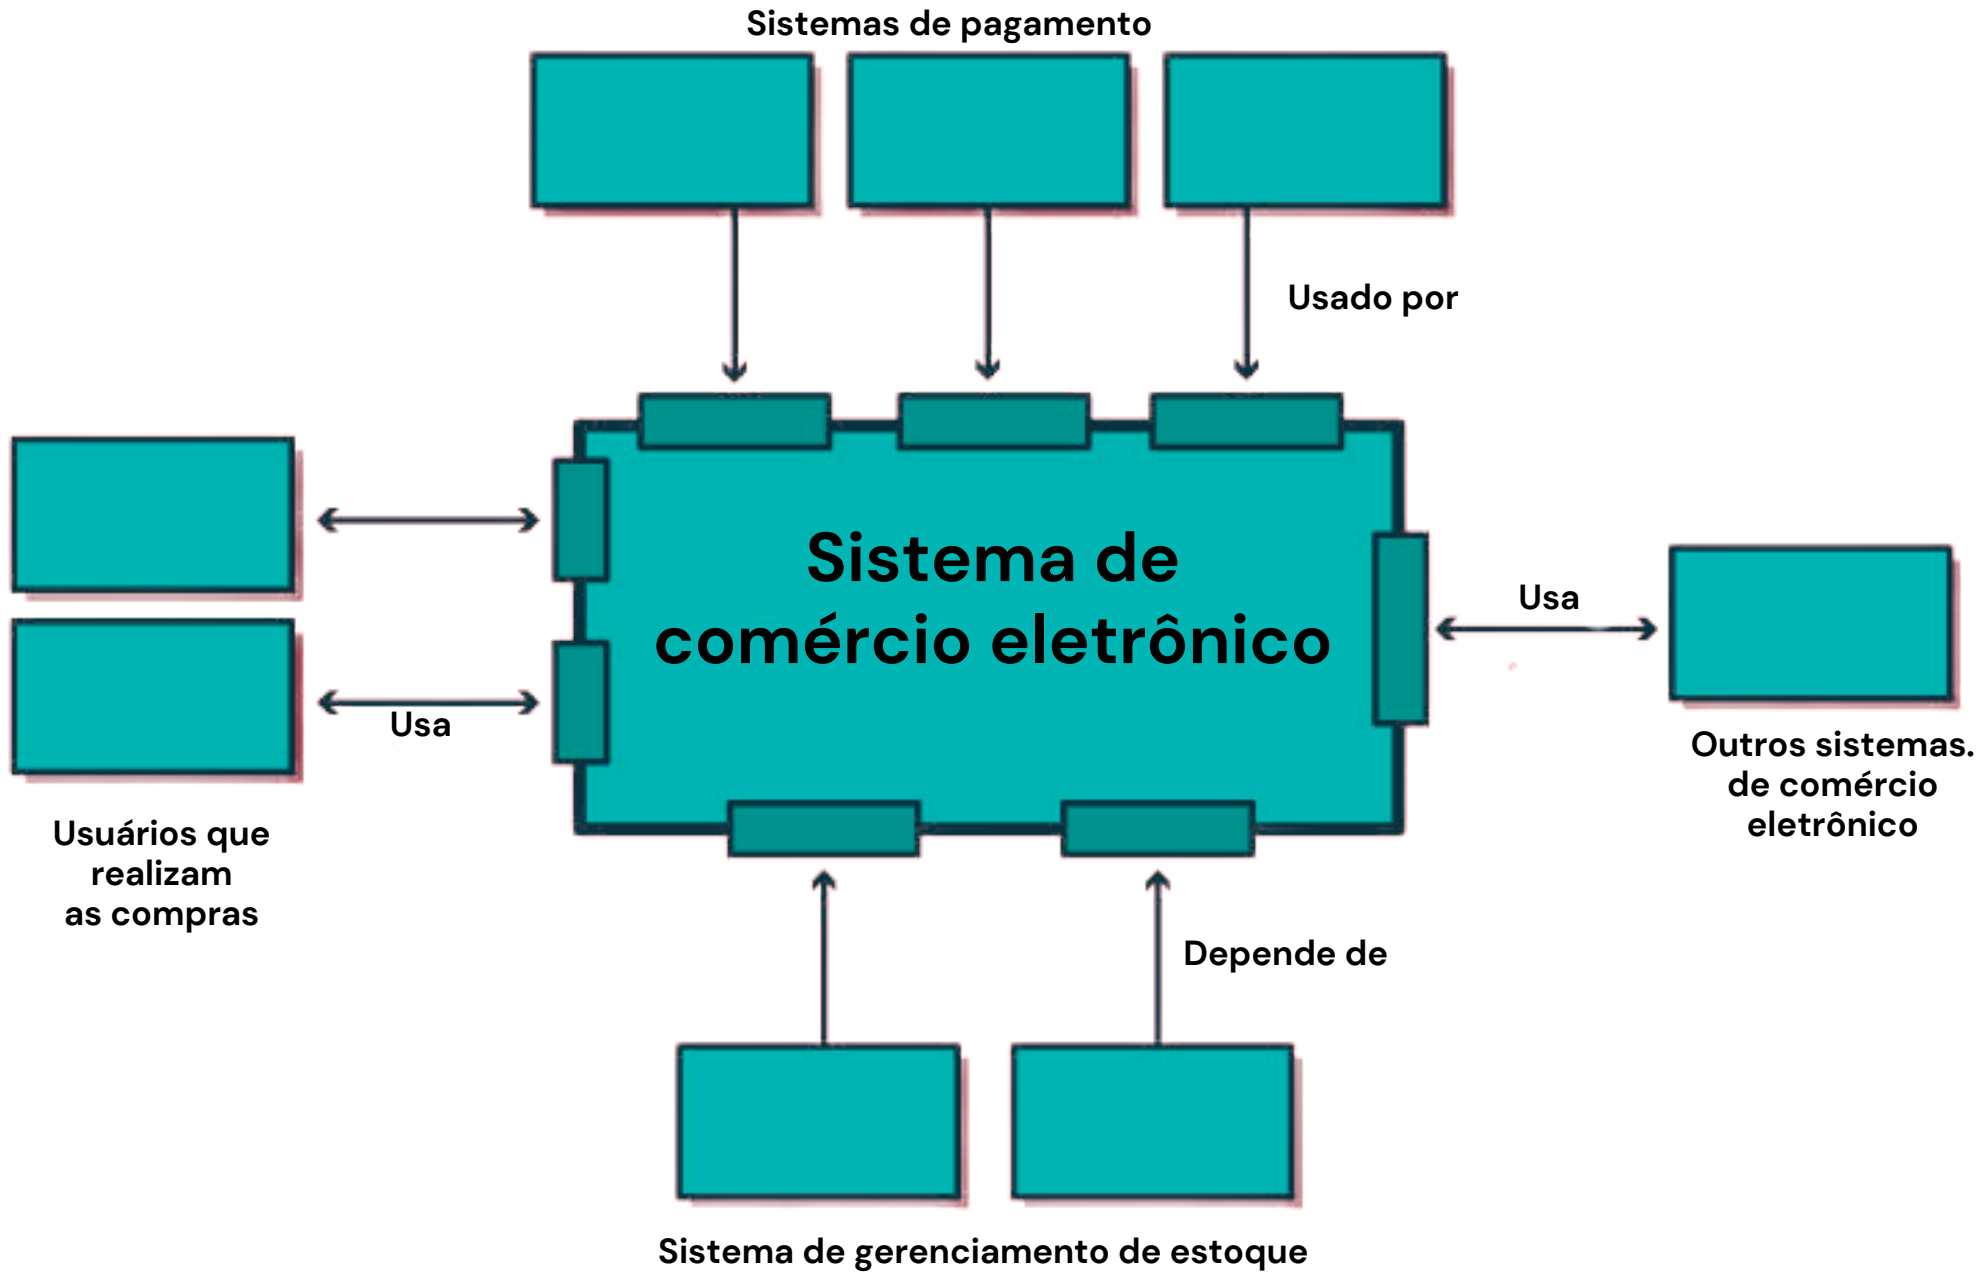 Sistemas de pagamento
Usado por
Sistema de
comércio eletrônico
Usa
Usa
Outros sistemas.
de comércio
eletrônico
Usuários que
realizam
as compras
Depende de
Sistema de gerenciamento de estoque